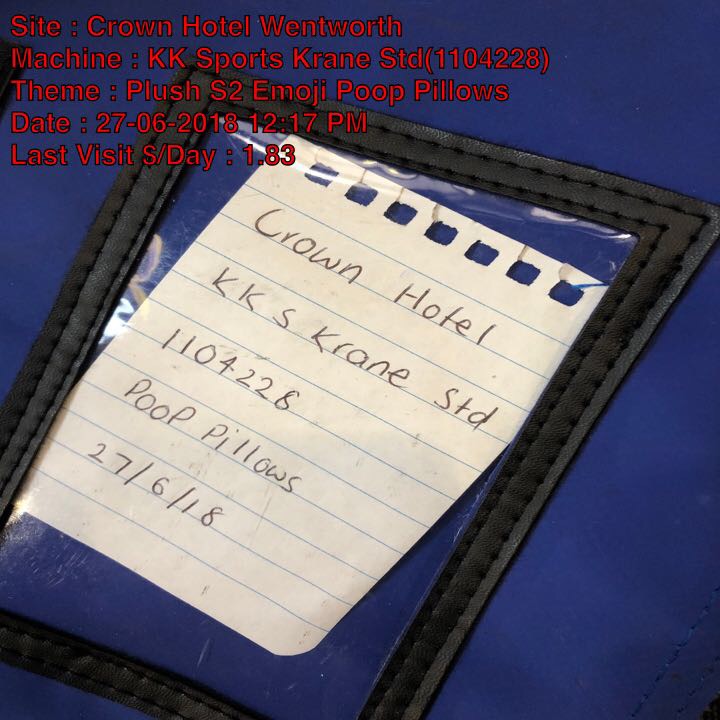 Site : Crown Hotel Wentworth
Machine : KK Sports Krane Std(1104228)
Theme : Plush S2 Emoji Poop Pillows
Date : 27-06-2018 12:17 PM
Last Visit $/Day : 1.83
Crown Hotel
KK S Krane Std
1104228
POOP Pillows
27/6/18